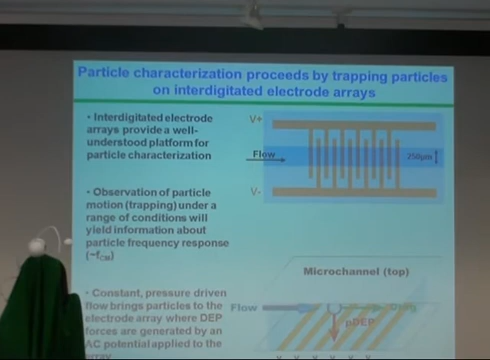 Particle characterization proceeds by trapping particles
on interdigitated electrode arrays
• Interdigitated electrode
arrays provide a well-
understood platform for
particle characterization
V+
Flow
250μm
V-
• Observation of particle
motion (trapping) under a
range of conditions will
yield information about
particle frequency response
(~fCM)
Microchannel (top)
• Constant, pressure driven
flow brings particles to the
electrode array where DEP
forces are generated by an
AC potential applied to the
array
Flow
Drag
pDEP